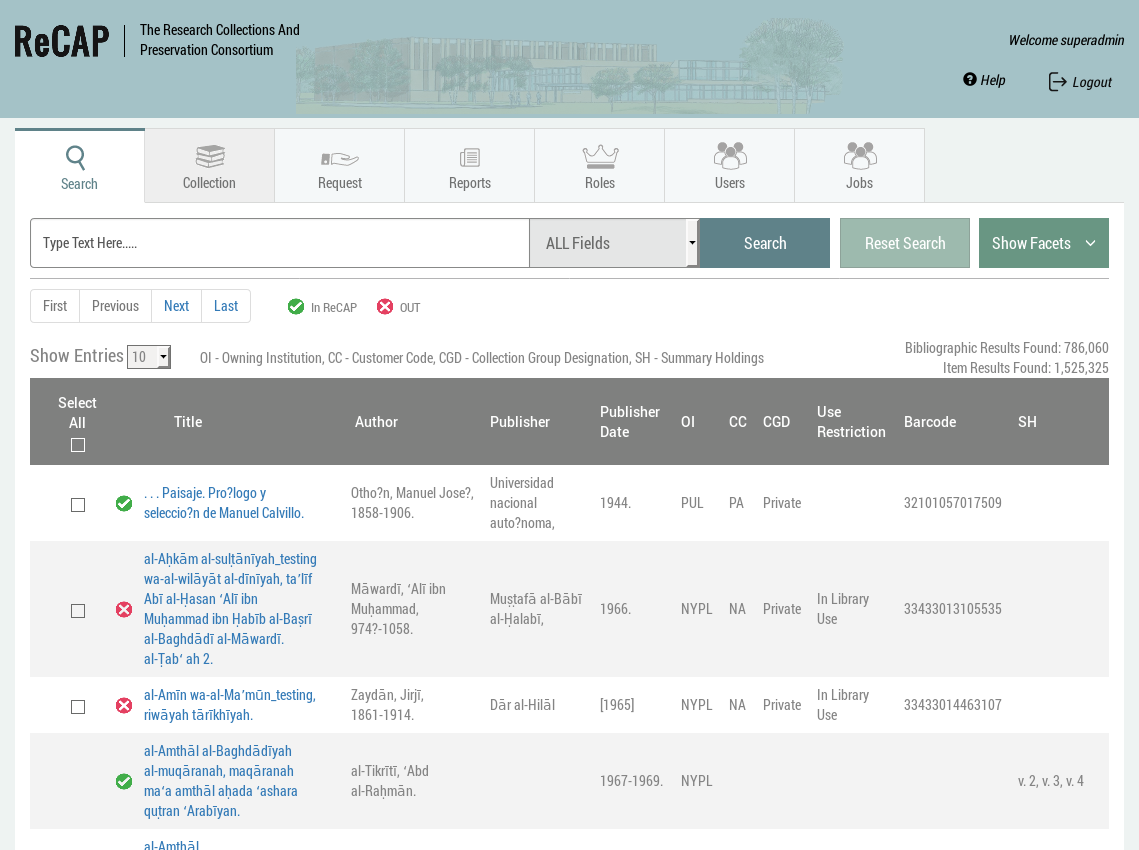 ReCAP
The Research Collections And
Preservation Consortium
Welcome superadmin
Help
Logout
Search
Collection
Request
Reports
Roles
Users
Jobs
Type Text Here.....
ALL Fields
Search
Reset Search
Show Facets
First
Previous
Next
Last
In ReCAP
OUT
Show Entries
10
OI - Owning Institution, CC - Customer Code, CGD - Collection Group Designation, SH - Summary Holdings
Bibliographic Results Found: 786,060
Item Results Found: 1,525,325
Select
All
Title
Author
Publisher
Publisher
Date
OI
CC
CGD
Use
Restriction
Barcode
SH
. . . Paisaje. Pro?logo y
seleccio?n de Manuel Calvillo.
Otho?n, Manuel Jose?,
1858-1906.
Universidad
nacional
auto?noma,
1944.
PUL
PA
Private
32101057017509
al-Aḥkām al-sulṭānīyah_testing
wa-al-wilāyāt al-dīnīyah, taʼlīf
Abī al-Ḥasan ʻAlī ibn
Muḥammad ibn Ḥabīb al-Baṣrī
al-Baghdādī al-Māwardī.
al-Ṭabʻ ah 2.
Māwardī, ʻAlī ibn
Muḥammad,
974?-1058.
Muṣṭafā al-Bābī
al-Ḥalabī,
1966.
NYPL
NA
Private
In Library
Use
33433013105535
al-Amīn wa-al-Maʼmūn_testing,
riwāyah tārīkhīyah.
Zaydān, Jirjī,
1861-1914.
Dār al-Hilāl
[1965]
NYPL
NA
Private
In Library
Use
33433014463107
al-Amthāl al-Baghdādīyah
al-muqāranah, maqāranah
maʻa amthāl aḥada ʻashara
quṭran ʻArabīyan.
al-Tikrītī, ʻAbd
al-Raḥmān.
1967-1969.
NYPL
v. 2, v. 3, v. 4
al-Amthāl